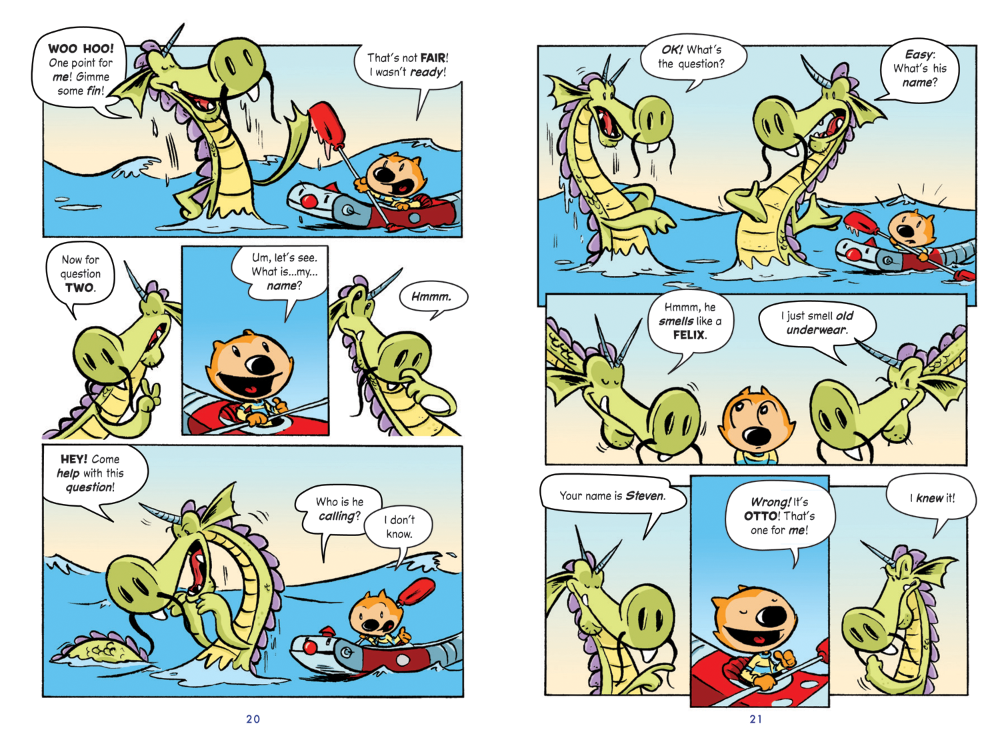 WOO HOO!
One point for
me! Gimme
some fin!
That's not FAIR!
I wasn't ready!
Now for
question
TWO.
Um, let's see.
What is...my...
name?
Hmmm.
HEY! Come
help with this
question!
Who is he
calling?
I don't
know.
20
OK! What's
the question?
Easy:
What's his
name?
Hmmm, he
smells like a
FELIX.
I just smell old
underwear.
Your name is Steven.
Wrong! It's
OTTO! That's
one for me!
I knew it!
21